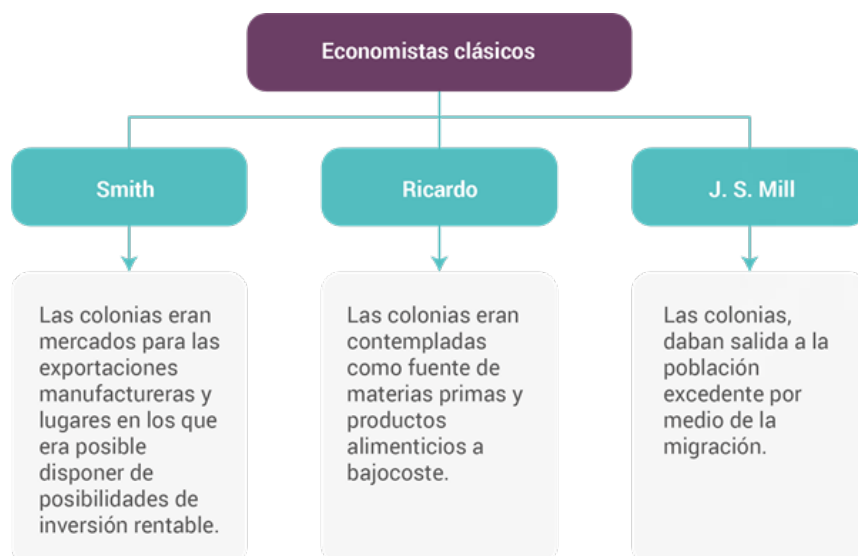 Economistas clásicos
Smith
Ricardo
J. S. Mill
Las colonias eran
mercados para las
exportaciones
manufactureras y
lugares en los que
era posible
disponer de
posibilidades de
inversión rentable.
Las colonias eran
contempladas
como fuente de
materias primas y
productos
alimenticios a
bajocoste.
Las colonias,
daban salida a la
población
excedente por
medio de la
migración.